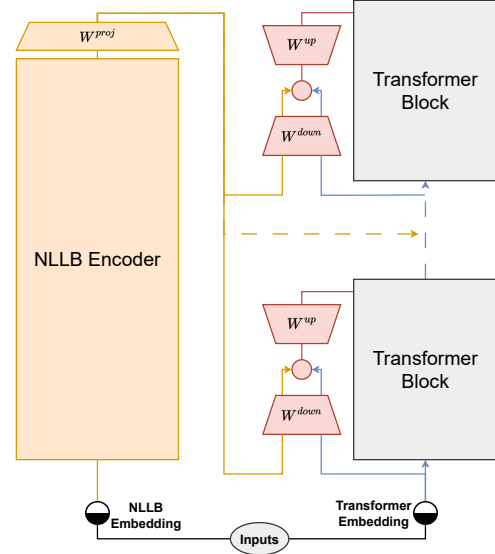 W^{proj}
W^{up}
Transformer
Block
W^{down}
NLLB Encoder
W^{up}
Transformer
Block
W^{down}
NLLB
Embedding
Transformer
Embedding
Inputs